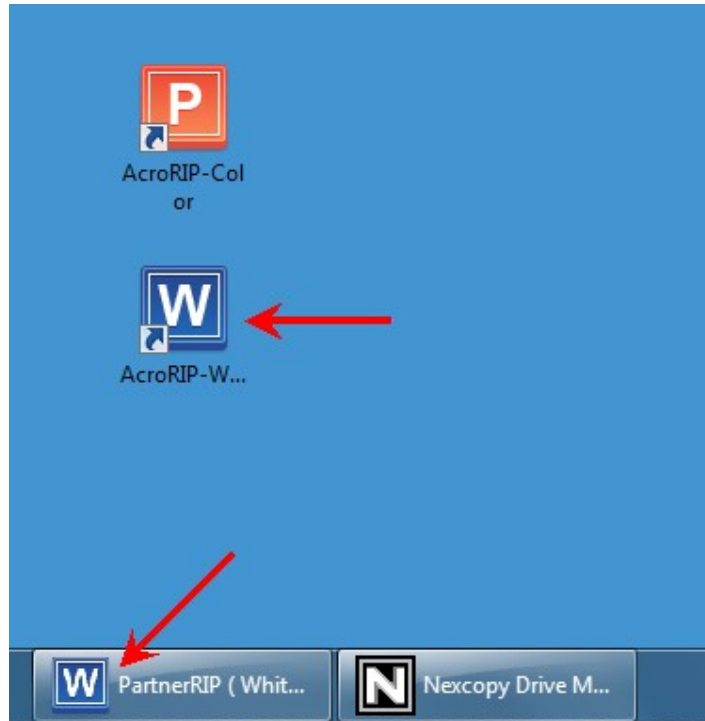 P
AcroRIP-Col
or
W
AcroRIP-W...
W PartnerRIP ( Whit...
N Nexcopy Drive M...